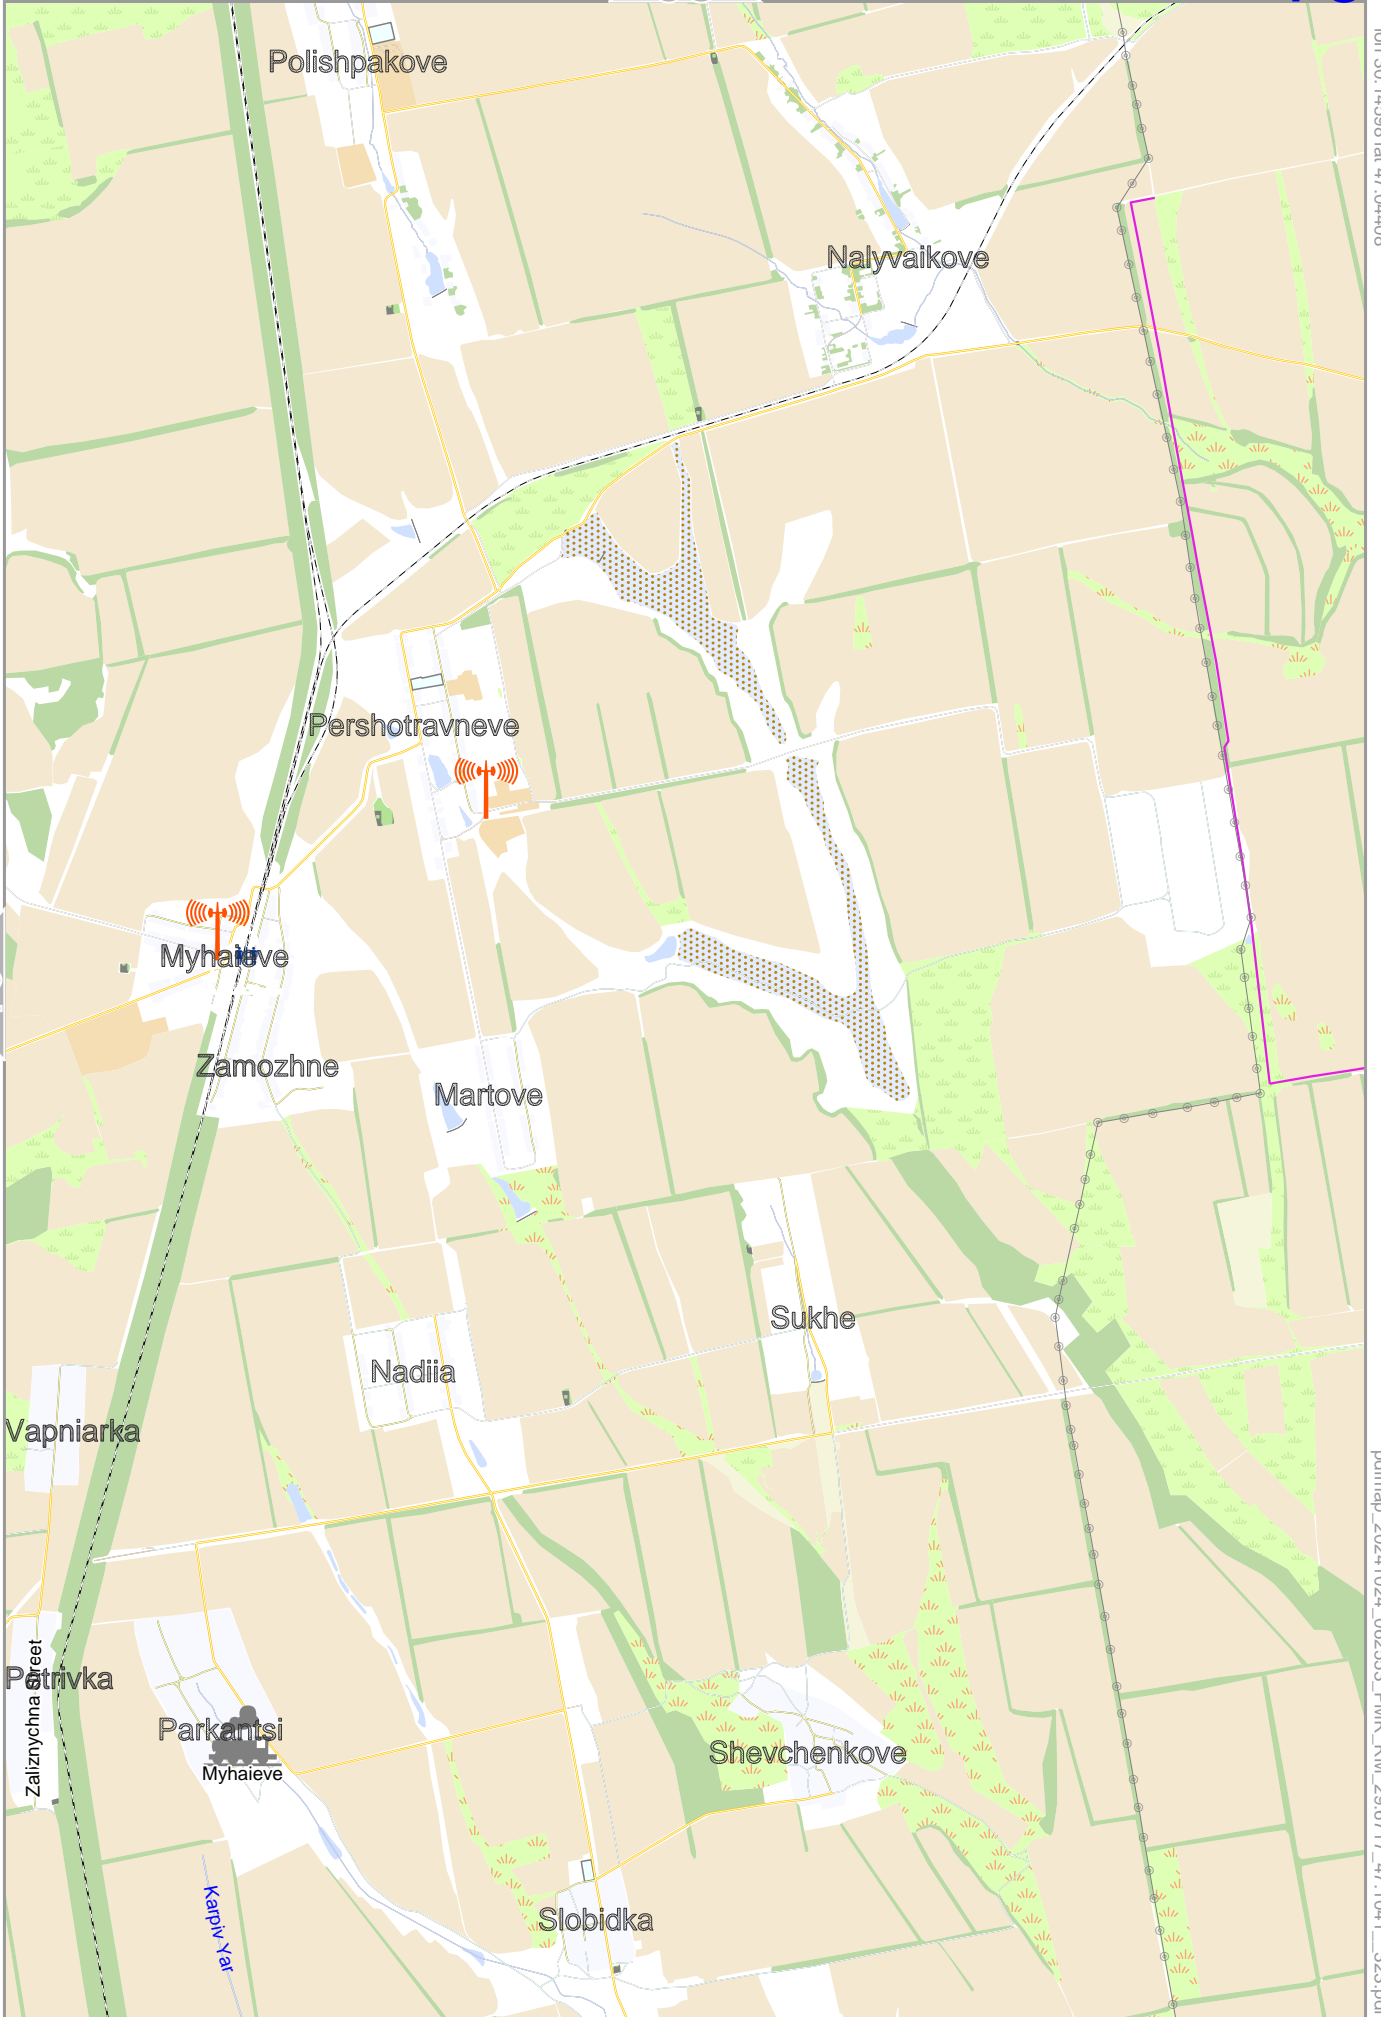 Polishpakove
Nalyvaikove
Pershotravneve
Myhaieve
Zamozhne
Martove
Sukhe
Nadiia
Vapniarka
Petrivka
Zaliznychna Street
Parkantsi
Myhaieve
Shevchenkove
Slobidka
Karpiv Yar